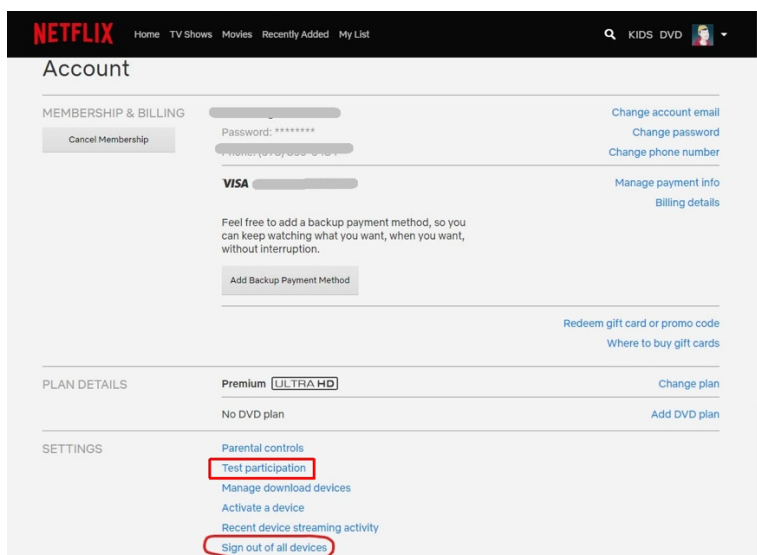 NETFLIX Home TV Shows Movies Recently Added My List KIDS DVD
Account
MEMBERSHIP & BILLING
Cancel Membership
Change account email
Password: ********
Change password
Change phone number
VISA
Manage payment info
Billing details
Feel free to add a backup payment method, so you
can keep watching what you want, when you want,
without interruption.
Add Backup Payment Method
Redeem gift card or promo code
Where to buy gift cards
PLAN DETAILS
Premium ULTRA HD
Change plan
No DVD plan
Add DVD plan
SETTINGS
Parental controls
Test participation
Manage download devices
Activate a device
Recent device streaming activity
Sign out of all devices